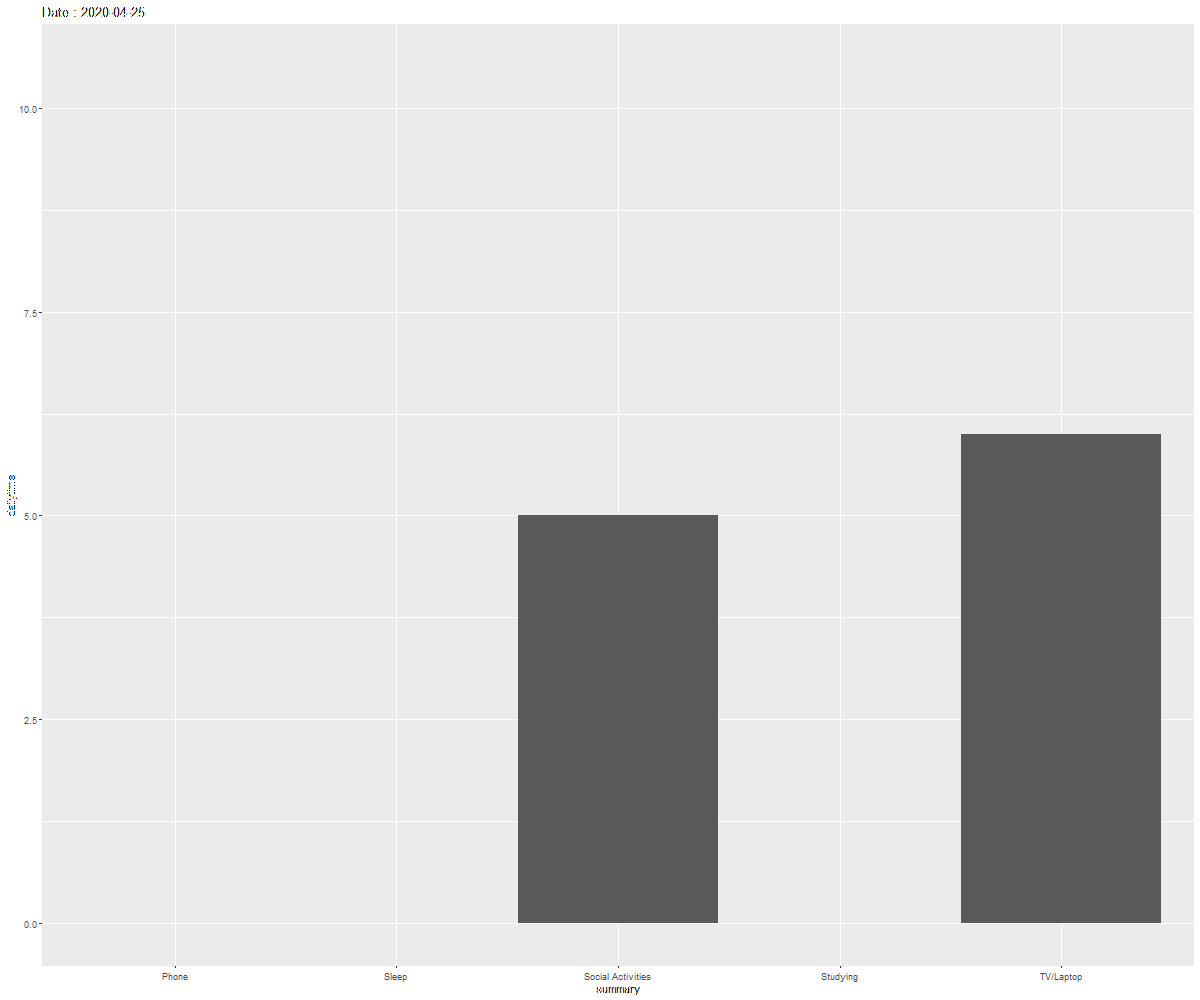 Date : 2020-04-25
10.0
7.5
5.0
2.5
0.0
dailytime
Phone Sleep Social Activities Studying TV/Laptop
summary